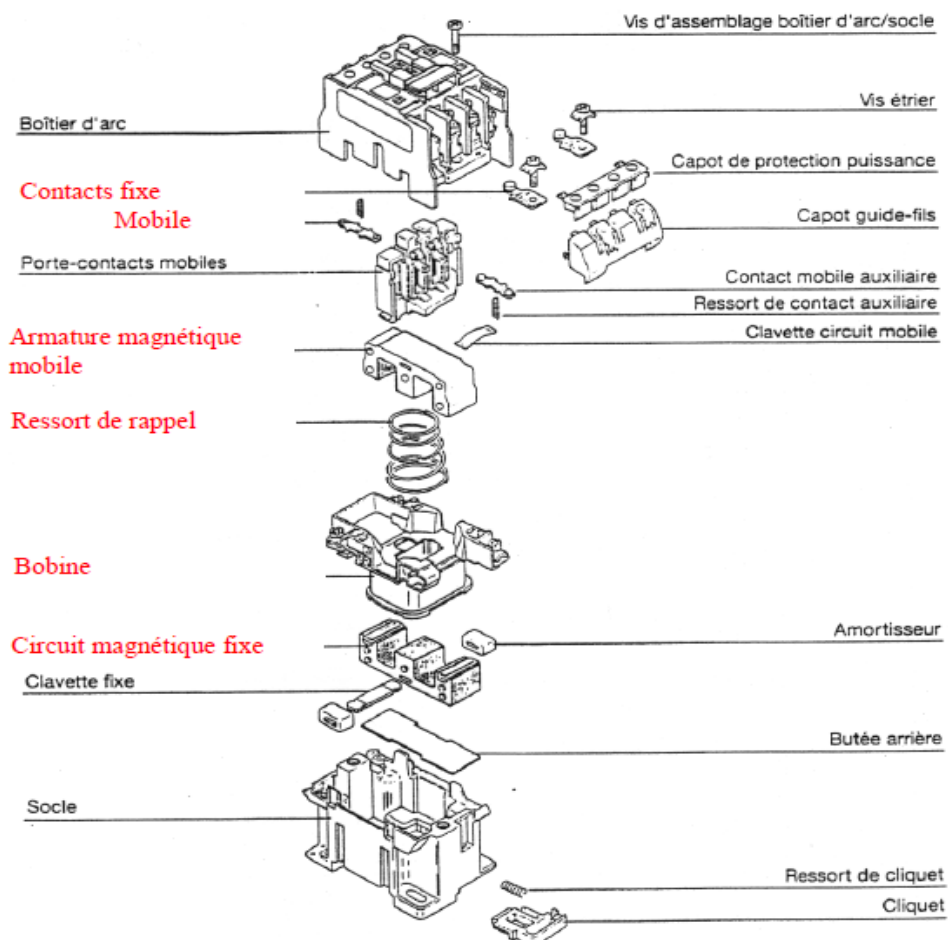 Vis d'assemblage boîtier d'arc/socle
Vis étrier
Boîtier d'arc
Capot de protection puissance
Contacts fixe
Mobile
Capot guide-fils
Porte-contacts mobiles
Contact mobile auxiliaire
Ressort de contact auxiliaire
Armature magnétique
mobile
Clavette circuit mobile
Ressort de rappel
Bobine
Amortisseur
Circuit magnétique fixe
Clavette fixe
Butée arrière
Socle
Ressort de cliquet
Cliquet